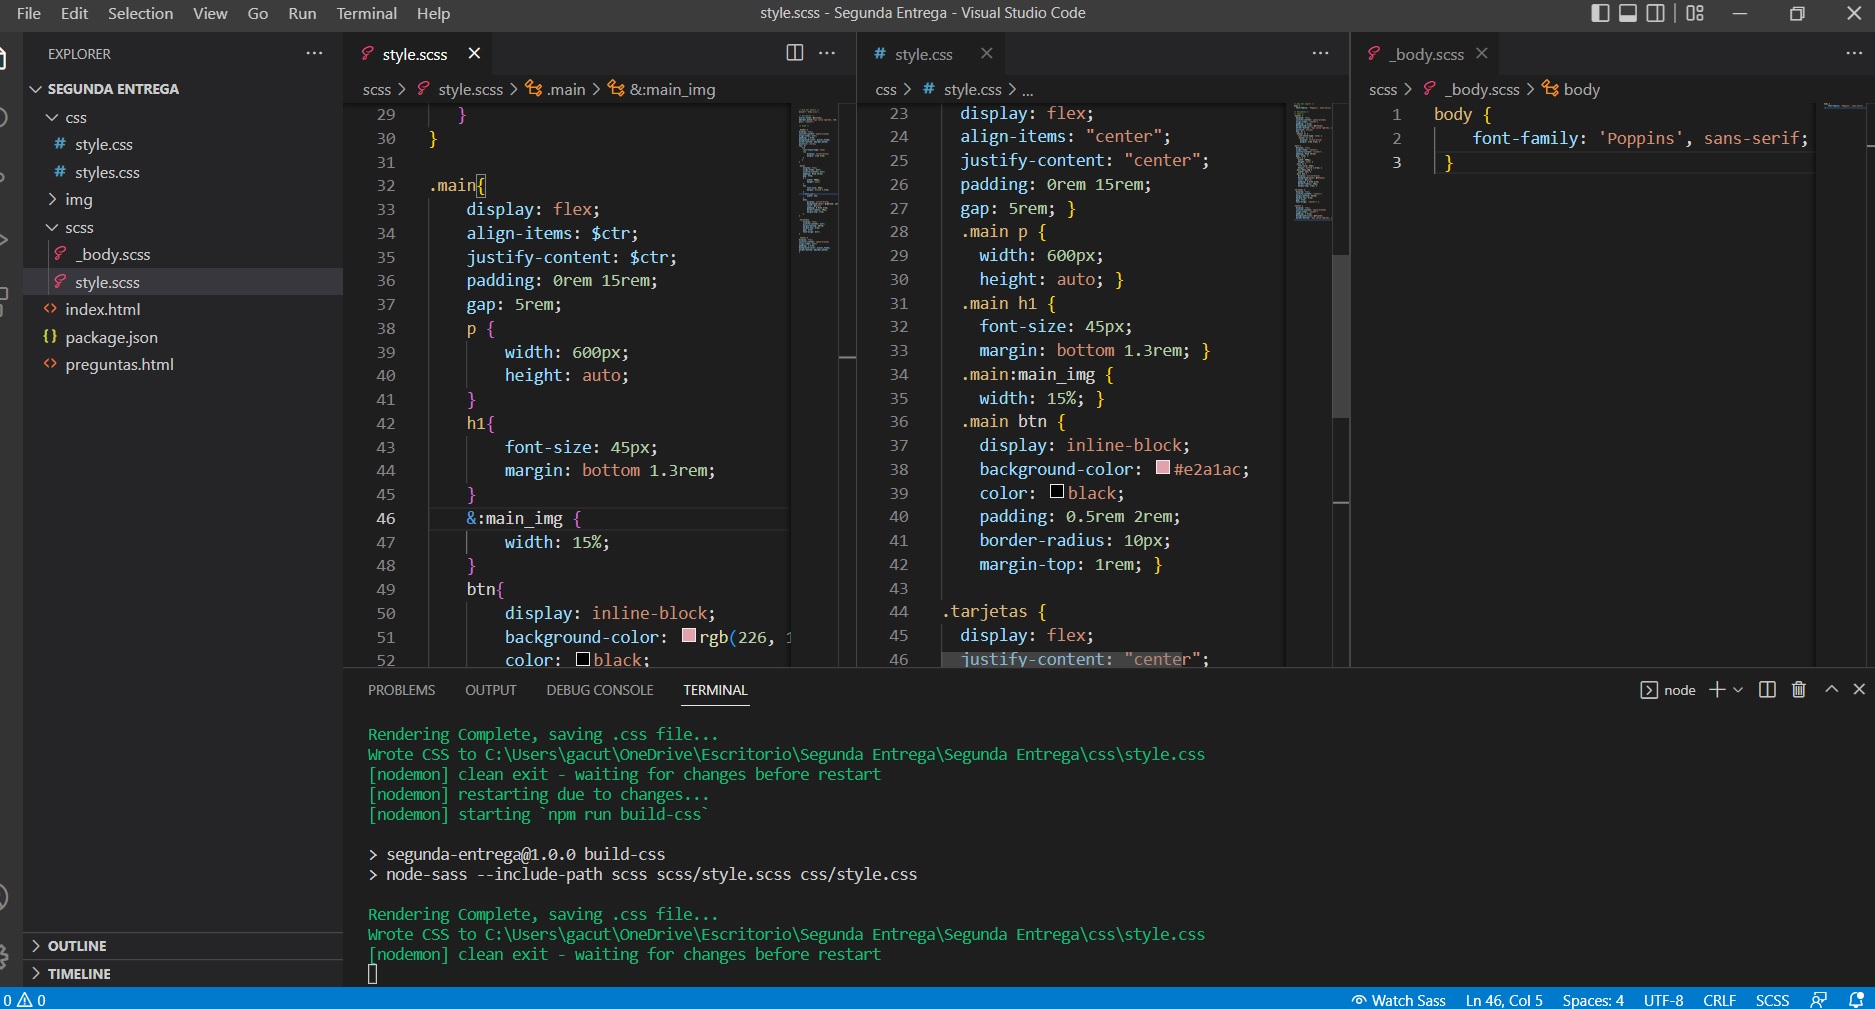 File Edit Selection View Go Run Terminal Help
style.scss - Segunda Entrega - Visual Studio Code
EXPLORER
SEGUNDA ENTREGA
css
# style.css
# styles.css
img
scss
_body.scss
style.scss
<> index.html
{} package.json
<> preguntas.html
OUTLINE
TIMELINE
style.scss
scss > style.scss > .main > &:main_img
29 }
30 }
31
32 .main{
33 display: flex;
34 align-items: $ctr;
35 justify-content: $ctr;
36 padding: 0rem 15rem;
37 gap: 5rem;
38 p {
39 width: 600px;
40 height: auto;
41 }
42 h1{
43 font-size: 45px;
44 margin: bottom 1.3rem;
45 }
46 &:main_img {
47 width: 15%;
48 }
49 btn{
50 display: inline-block;
51 background-color: rgb(226, 1
52 color: black;
# style.css
css > # style.css > ...
23 display: flex;
24 align-items: "center";
25 justify-content: "center";
26 padding: 0rem 15rem;
27 gap: 5rem; }
28 .main p {
29 width: 600px;
30 height: auto; }
31 .main h1 {
32 font-size: 45px;
33 margin: bottom 1.3rem; }
34 .main:main_img {
35 width: 15%; }
36 .main btn {
37 display: inline-block;
38 background-color: #e2a1ac;
39 color: black;
40 padding: 0.5rem 2rem;
41 border-radius: 10px;
42 margin-top: 1rem; }
43
44 .tarjetas {
45 display: flex;
46 justify-content: "center";
_body.scss
scss > _body.scss > body
1 body {
2 font-family: 'Poppins', sans-serif;
3 }
PROBLEMS OUTPUT DEBUG CONSOLE TERMINAL
node
Rendering Complete, saving .css file...
Wrote CSS to C:\Users\gacut\OneDrive\Escritorio\Segunda Entrega\Segunda Entrega\css\style.css
[nodemon] clean exit - waiting for changes before restart
[nodemon] restarting due to changes...
[nodemon] starting `npm run build-css`
> segunda-entrega@1.0.0 build-css
> node-sass --include-path scss scss/style.scss css/style.css
Rendering Complete, saving .css file...
Wrote CSS to C:\Users\gacut\OneDrive\Escritorio\Segunda Entrega\Segunda Entrega\css\style.css
[nodemon] clean exit - waiting for changes before restart
0 0
Watch Sass Ln 46, Col 5 Spaces: 4 UTF-8 CRLF SCSS